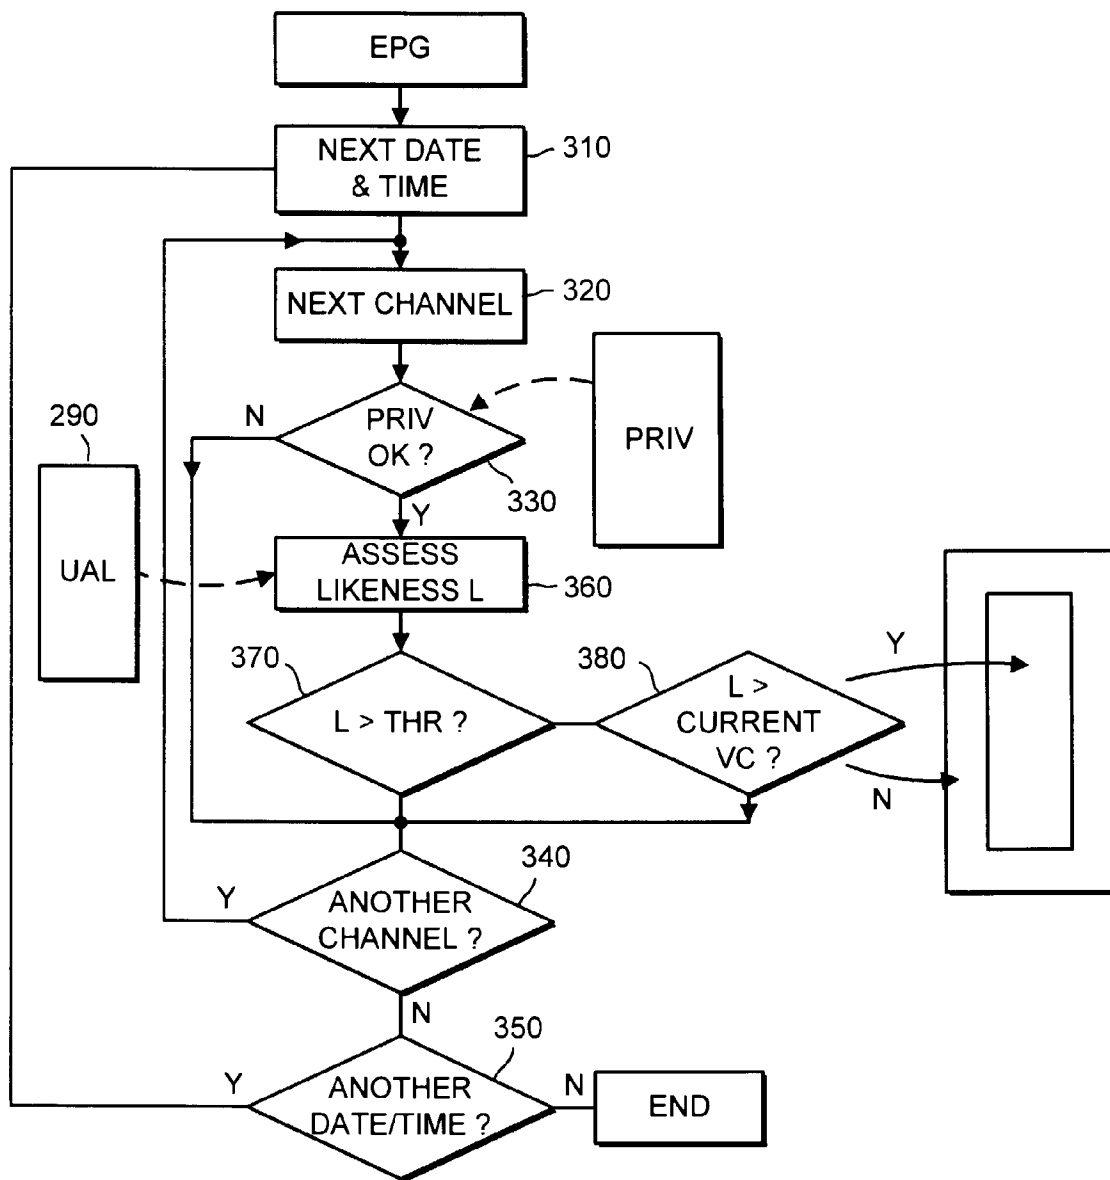 EPG
NEXT DATE
& TIME
310
NEXT CHANNEL
320
N
PRIV
OK ?
330
PRIV
290
UAL
Y
ASSESS
LIKENESS L
360
370
L > THR ?
380
L >
CURRENT
VC ?
Y
N
340
Y
ANOTHER
CHANNEL ?
N
350
Y
ANOTHER
DATE/TIME ?
N
END